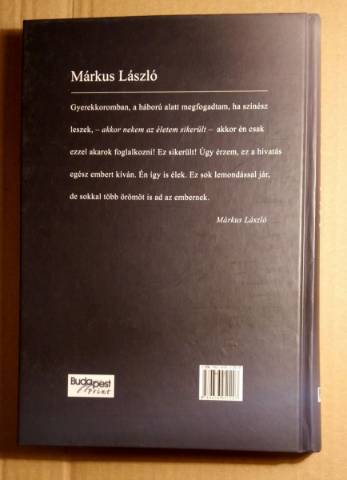 Márkus László
Gyerekkoromban, a háború alatt megfogadtam, ha színész
leszek, – akkor nekem az életem sikerült – akkor én csak
ezzel akarok foglalkozni! Ez sikerült! Úgy érzem, ez a hivatás
egész embert kíván. Én így is élek. Ez sok lemondással jár,
de sokkal több örömöt is ad az embernek.
Márkus László
Budapest
Print